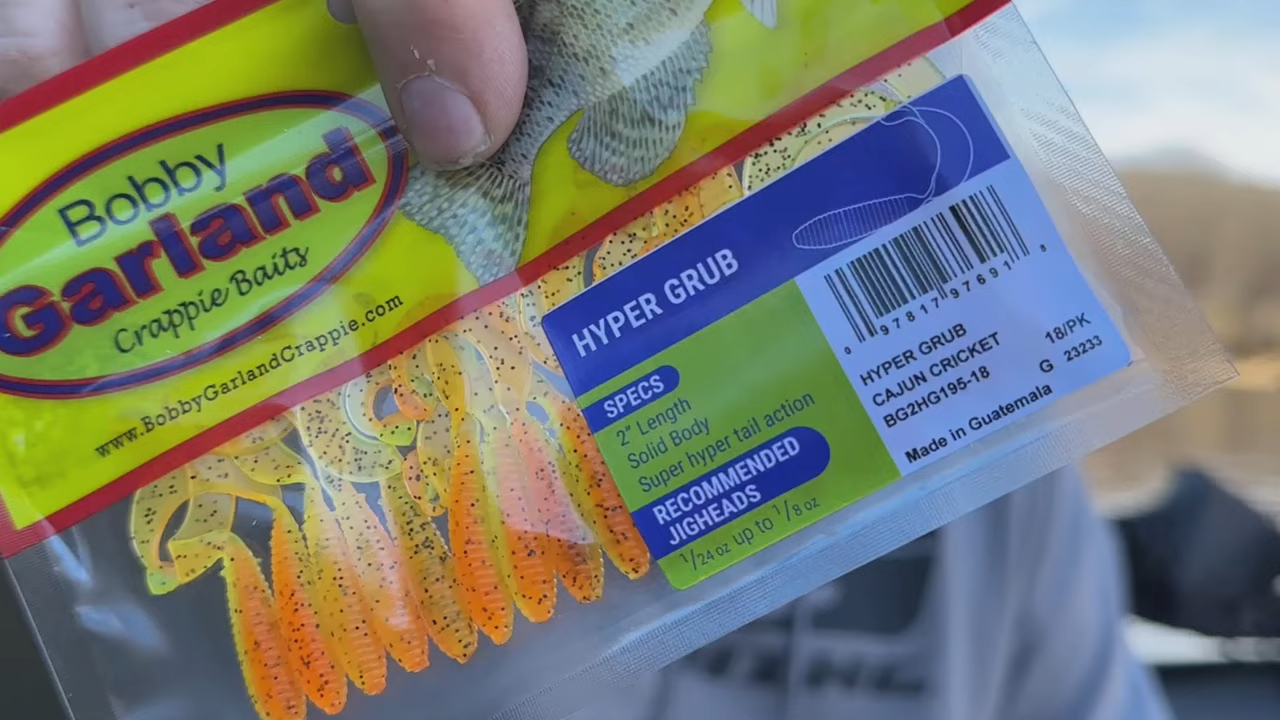 Bobby
Garland
Crappie Baits
www.BobbyGarlandCrappie.com
HYPER GRUB
SPECS
2" Length
Solid Body
Super hyper tail action
RECOMMENDED
JIGHEADS
1/24 oz up to 1/8 oz
0 97817 97691 8
HYPER GRUB
CAJUN CRICKET 18/PK
BG2HG195-18 G 23233
Made in Guatemala